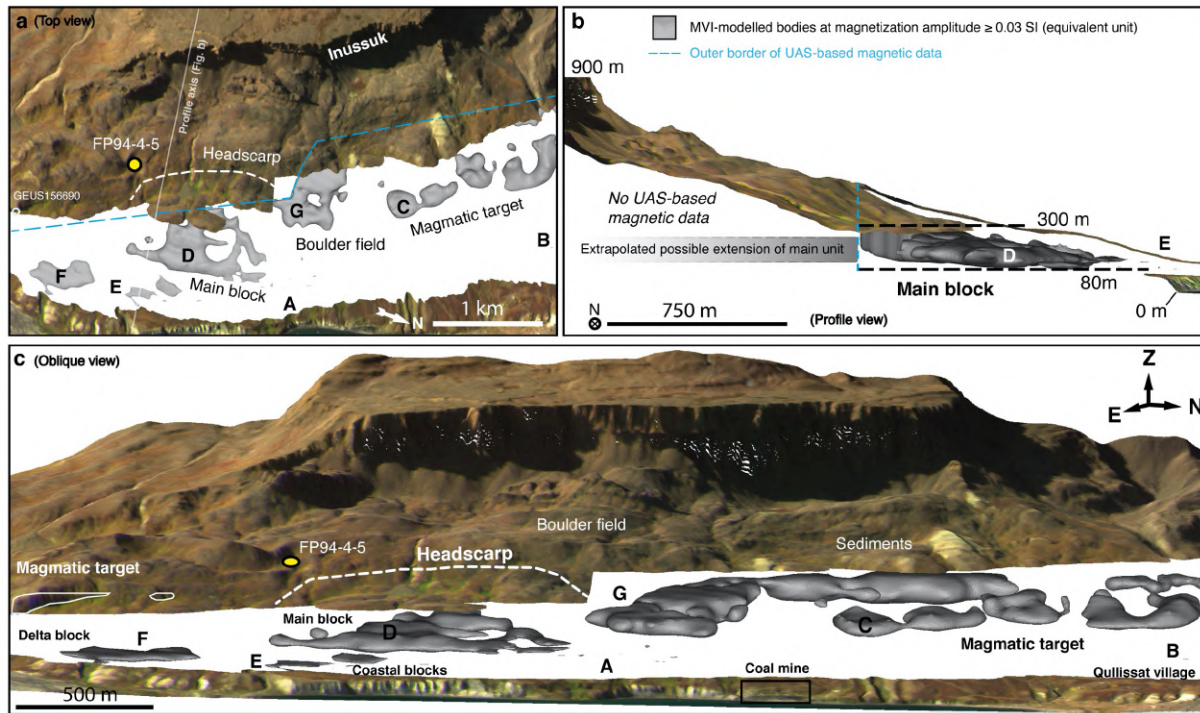 a (Top view)
Inussuk
Profile axis (Fig. b)
FP94-4-5
Headscarp
GEUS156690
G
C
Magmatic target
Boulder field
B
D
F
E
Main block
A
N
1 km
b
MVI-modelled bodies at magnetization amplitude ≥ 0.03 SI (equivalent unit)
Outer border of UAS-based magnetic data
900 m
No UAS-based
magnetic data
300 m
E
Extrapolated possible extension of main unit
D
Main block
80m
0 m
N
750 m
(Profile view)
c (Oblique view)
Z
E
N
Boulder field
FP94-4-5
Sediments
Headscarp
Magmatic target
G
Main block
D
C
Delta block
F
Magmatic target
B
E
A
Coastal blocks
Coal mine
Qullissat village
500 m